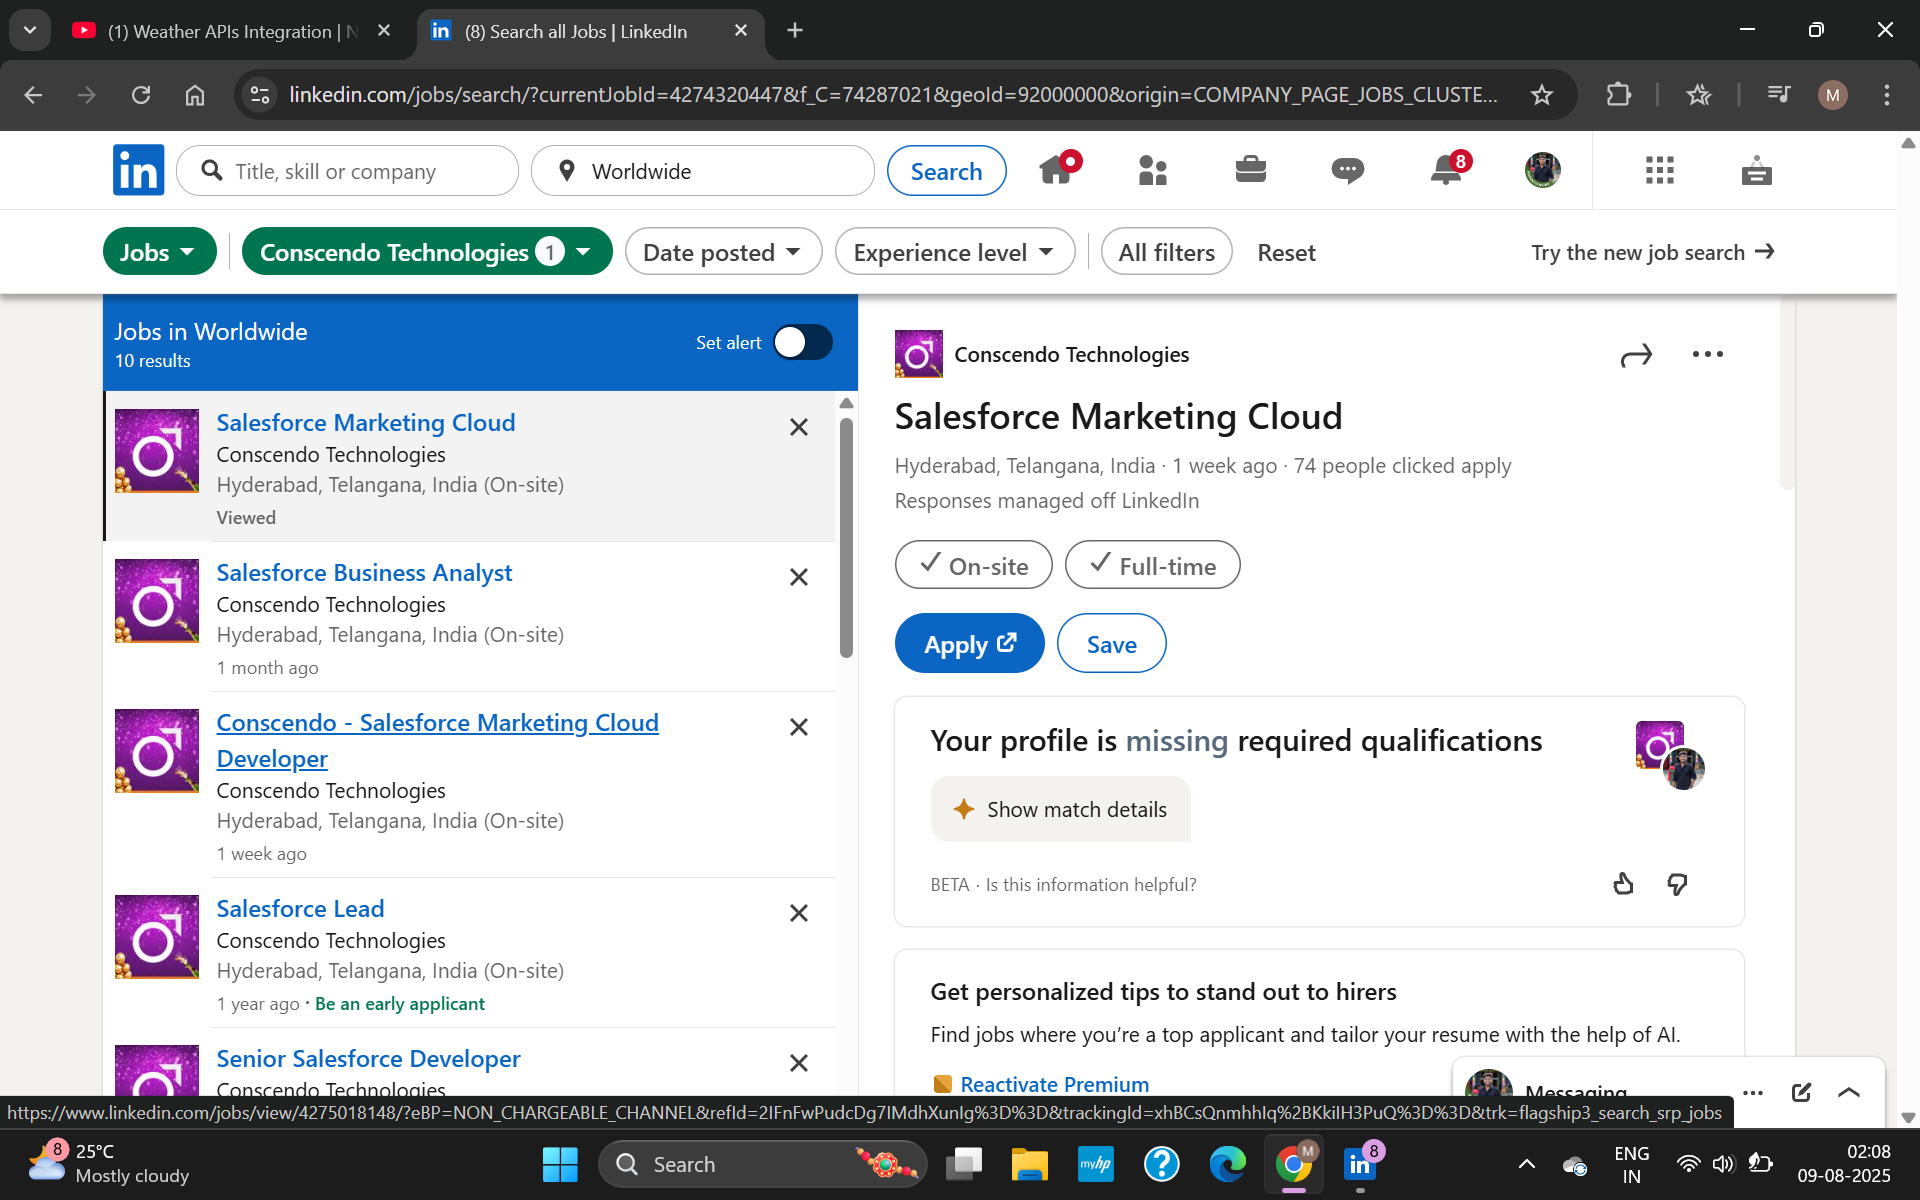 (1) Weather APIs Integration | N
(8) Search all Jobs | LinkedIn
linkedin.com/jobs/search/?currentJobId=4274320447&f_C=74287021&geoId=92000000&origin=COMPANY_PAGE_JOBS_CLUSTE...
M
in
Title, skill or company
Worldwide
Search
8
Jobs
Conscendo Technologies 1
Date posted
Experience level
All filters
Reset
Try the new job search →
Jobs in Worldwide
10 results
Set alert
Salesforce Marketing Cloud
Conscendo Technologies
Hyderabad, Telangana, India (On-site)
Viewed
Salesforce Business Analyst
Conscendo Technologies
Hyderabad, Telangana, India (On-site)
1 month ago
Conscendo - Salesforce Marketing Cloud
Developer
Conscendo Technologies
Hyderabad, Telangana, India (On-site)
1 week ago
Salesforce Lead
Conscendo Technologies
Hyderabad, Telangana, India (On-site)
1 year ago · Be an early applicant
Senior Salesforce Developer
Conscendo Technologies
Conscendo Technologies
Salesforce Marketing Cloud
Hyderabad, Telangana, India · 1 week ago · 74 people clicked apply
Responses managed off LinkedIn
On-site
Full-time
Apply
Save
Your profile is missing required qualifications
Show match details
BETA · Is this information helpful?
Get personalized tips to stand out to hirers
Find jobs where you’re a top applicant and tailor your resume with the help of AI.
Reactivate Premium
Messaging
https://www.linkedin.com/jobs/view/4275018148/?eBP=NON_CHARGEABLE_CHANNEL&refId=2IFnFwPudcDg7IMdhXunIg%3D%3D&trackingId=xhBCsQnmhhIq%2BKkiIH3PuQ%3D%3D&trk=flagship3_search_srp_jobs
8
25°C
Mostly cloudy
Search
myhp
M
in
8
ENG
IN
02:08
09-08-2025